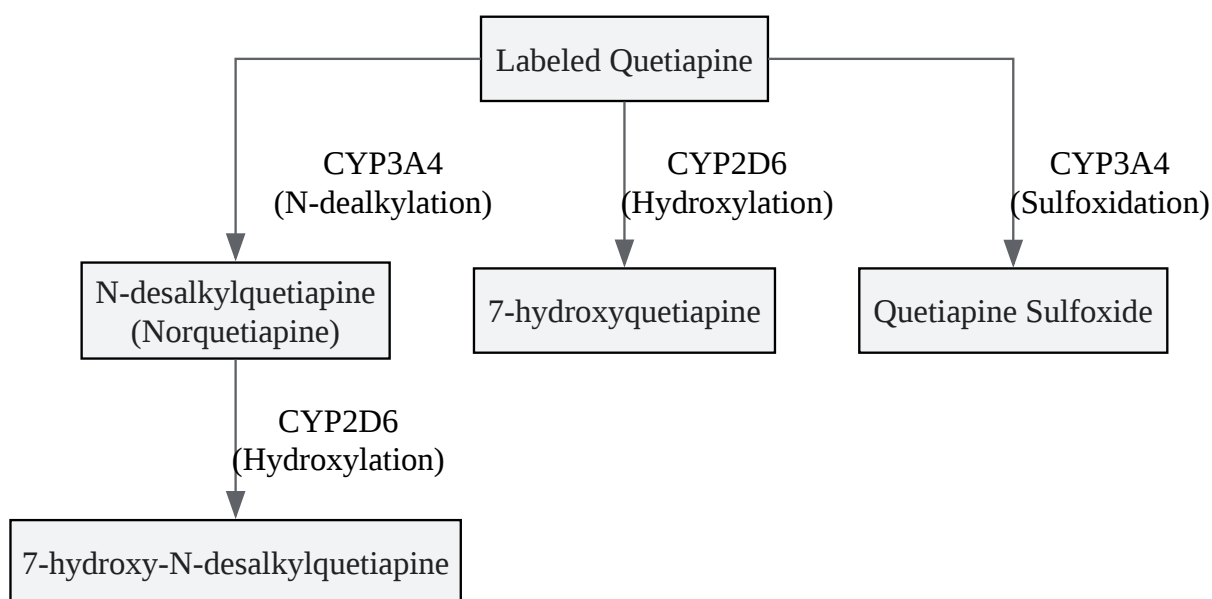 Labeled Quetiapine
CYP3A4
(N-dealkylation)
CYP2D6
(Hydroxylation)
CYP3A4
(Sulfoxidation)
N-desalkylquetiapine
(Norquetiapine)
7-hydroxyquetiapine
Quetiapine Sulfoxide
CYP2D6
(Hydroxylation)
7-hydroxy-N-desalkylquetiapine